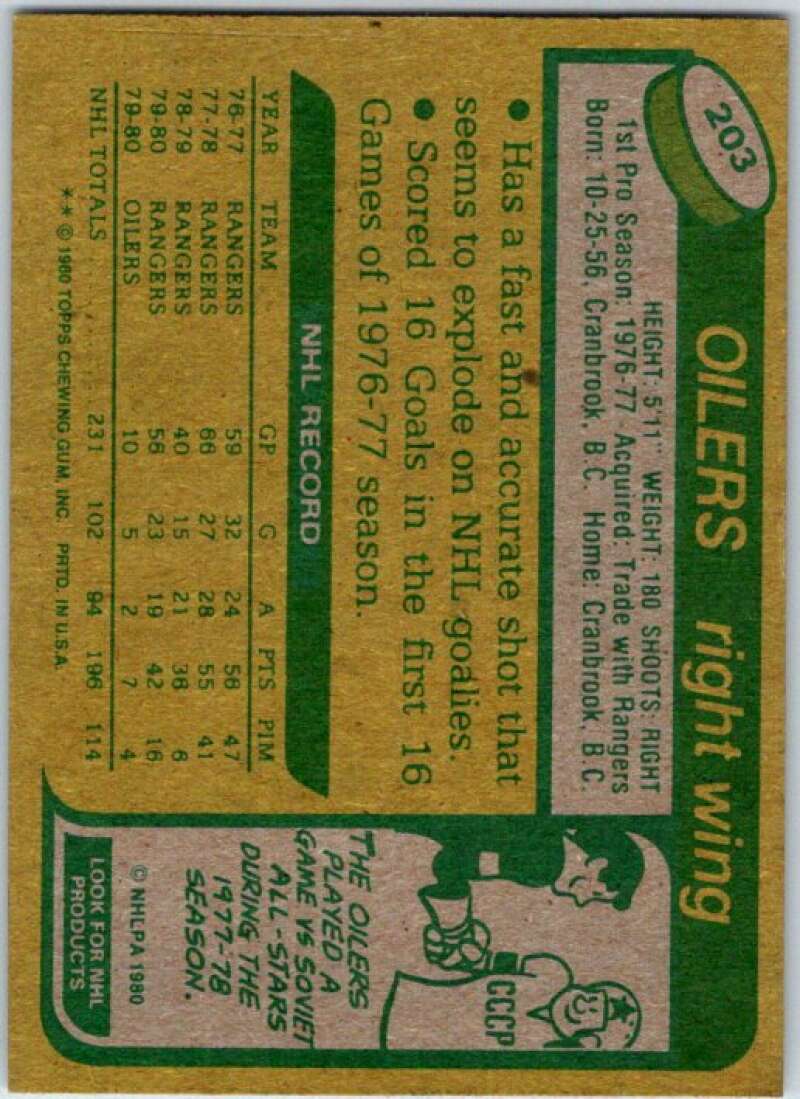 203
OILERS right wing
HEIGHT: 5'11" WEIGHT: 180 SHOOTS: RIGHT
1st Pro Season: 1976-77 Acquired: Trade with Rangers
Born: 10-25-56, Cranbrook, B.C. Home: Cranbrook, B.C.
● Has a fast and accurate shot that
seems to explode on NHL goalies.
● Scored 16 Goals in the first 16
Games of 1976-77 season.
NHL RECORD
YEAR TEAM GP G A PTS PIM
76-77 RANGERS 59 32 24 56 47
77-78 RANGERS 66 27 28 55 41
78-79 RANGERS 40 15 21 36 6
79-80 RANGERS 56 23 19 42 16
79-80 OILERS 10 5 2 7 4
NHL TOTALS 231 102 94 196 114
** © 1980 TOPPS CHEWING GUM, INC. PRTD. IN U.S.A.
CCCP
THE OILERS
PLAYED A
GAME VS SOVIET
ALL-STARS
DURING THE
1977-78
SEASON.
© NHLPA 1980
LOOK FOR NHL
PRODUCTS